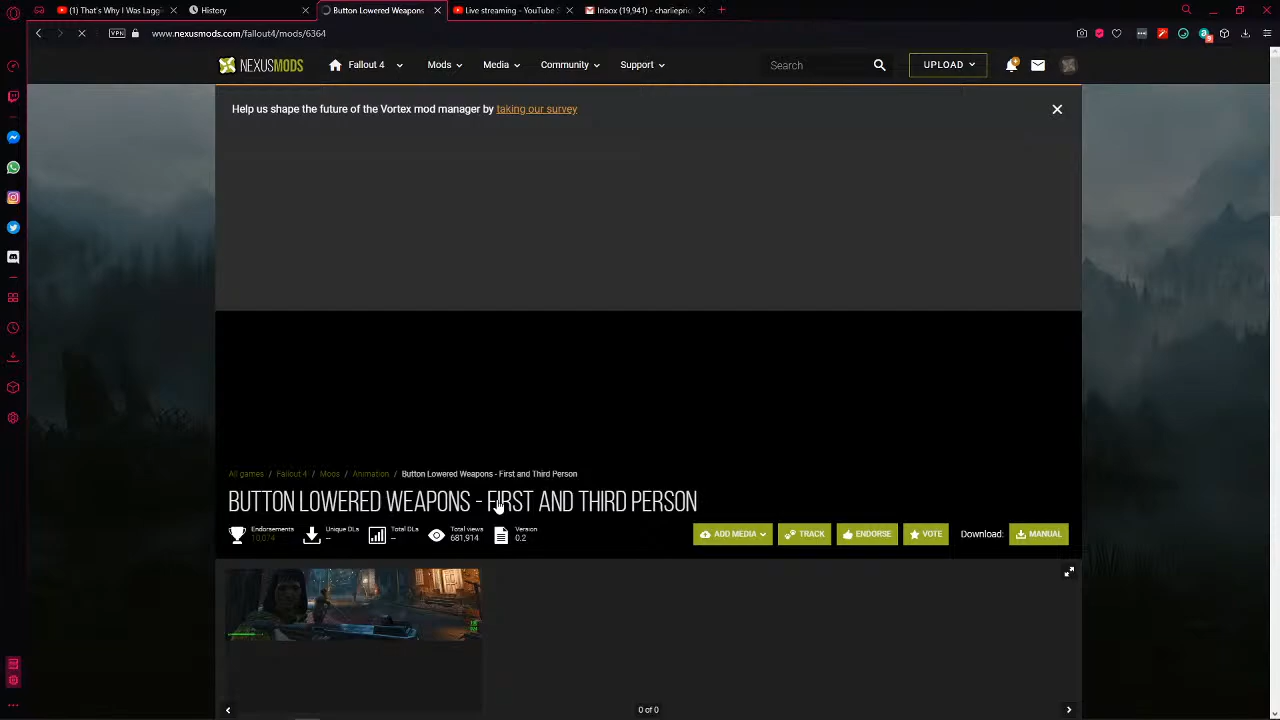 (1) That's Why I Was Laggi
History
Button Lowered Weapons
Live streaming - YouTube S
Inbox (19,941) - charliepric
VPN
www.nexusmods.com/fallout4/mods/6364
NEXUSMODS
Fallout 4
Mods
Media
Community
Support
Search
UPLOAD
Help us shape the future of the Vortex mod manager by taking our survey
All games / Fallout 4 / Mods / Animation / Button Lowered Weapons - First and Third Person
BUTTON LOWERED WEAPONS - FIRST AND THIRD PERSON
Endorsements
10,074
Unique DLs
--
Total DLs
--
Total views
681,914
Version
0.2
ADD MEDIA
TRACK
ENDORSE
VOTE
Download:
MANUAL
0 of 0